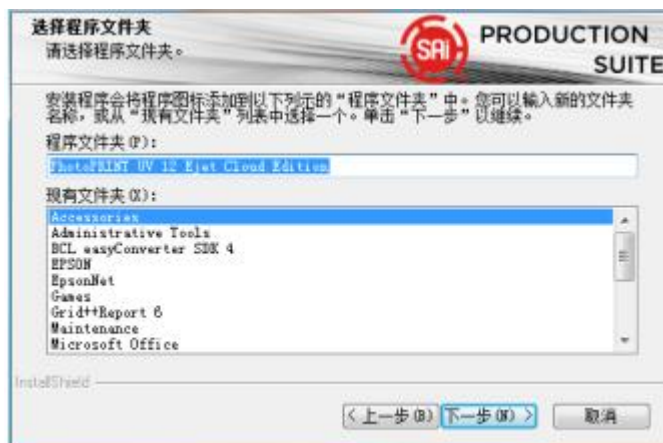 选择程序文件夹
请选择程序文件夹。
SAi
PRODUCTION
SUITE
安装程序会将程序图标添加到以下列示的“程序文件夹”中。您可以输入新的文件夹
名称，或从“现有文件夹”列表中选择一个。单击“下一步”以继续。
程序文件夹(P):
PhotoPRINT UV 12 Ejet Cloud Edition
现有文件夹(X):
Accessories
Administrative Tools
BCL easyConverter SDK 4
EPSON
EpsonNet
Games
Grid++Report 6
Maintenance
Microsoft Office
InstallShield
<上一步(B)
下一步(N) >
取消